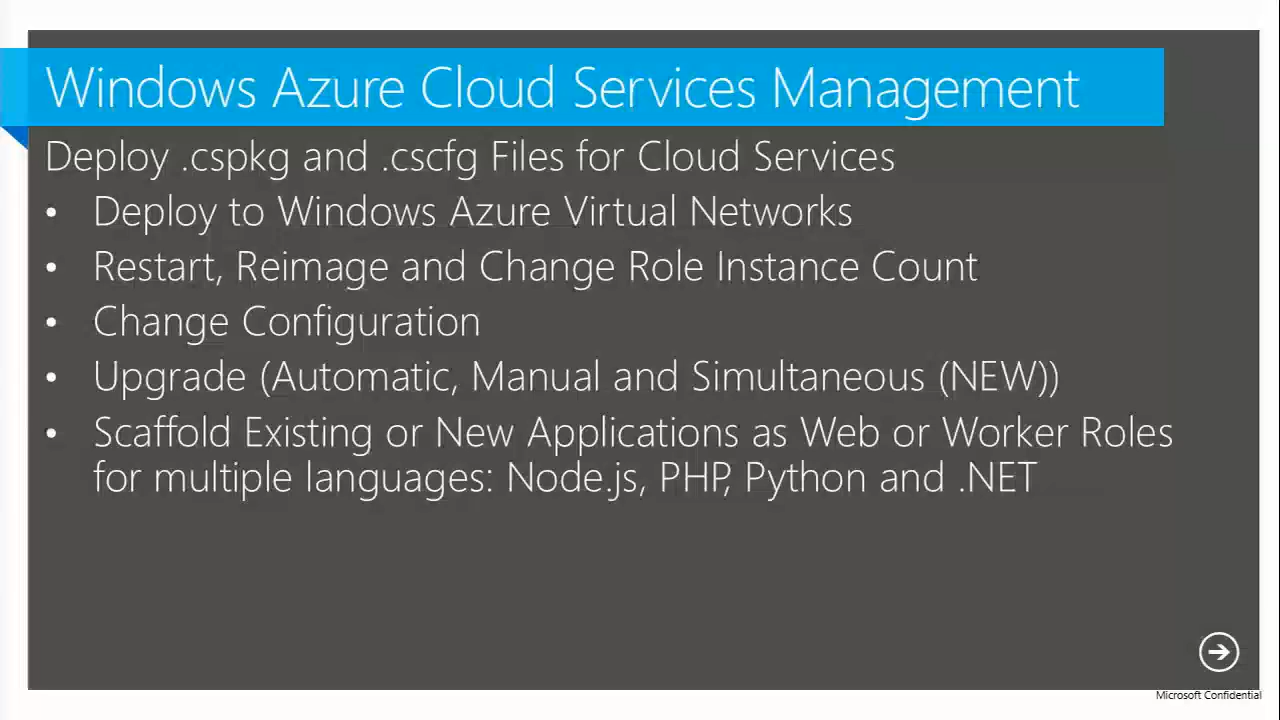 Windows Azure Cloud Services Management
Deploy .cspkg and .cscfg Files for Cloud Services
• Deploy to Windows Azure Virtual Networks
• Restart, Reimage and Change Role Instance Count
• Change Configuration
• Upgrade (Automatic, Manual and Simultaneous (NEW))
• Scaffold Existing or New Applications as Web or Worker Roles
for multiple languages: Node.js, PHP, Python and .NET
Microsoft Confidential